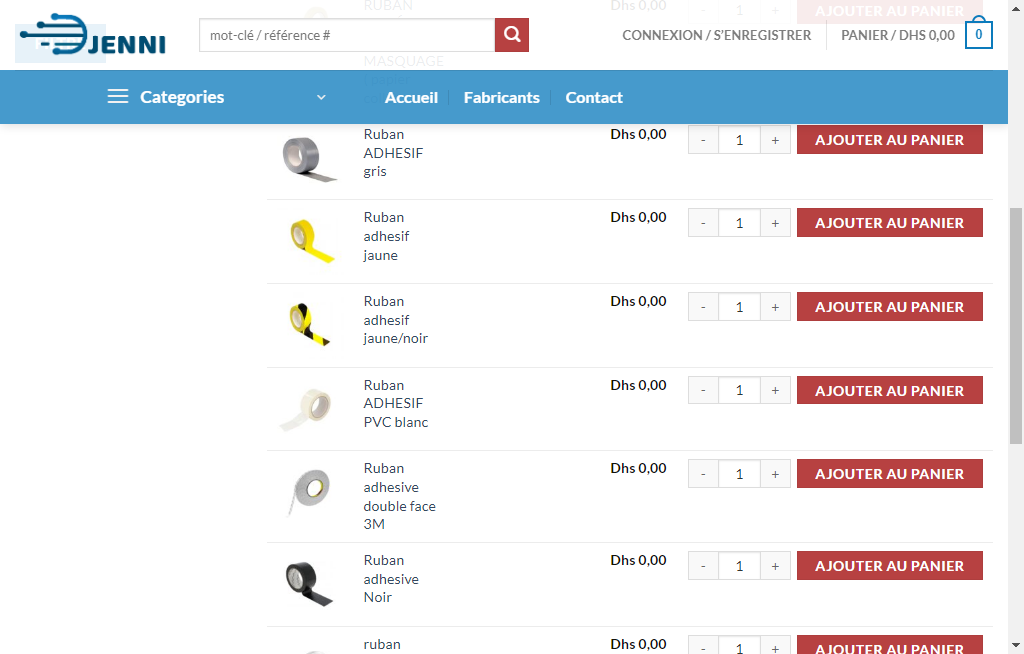 RUBAN
Dhs 0,00
- 1 + AJOUTER AU PANIER
JENNI
mot-clé / référence #
CONNEXION / S'ENREGISTRER
PANIER / DHS 0,00
0
MASQUAGE
Categories
Accueil
Fabricants
Contact
Ruban
ADHESIF
gris
Dhs 0,00
- 1 +
AJOUTER AU PANIER
Ruban
adhesif
jaune
Dhs 0,00
- 1 +
AJOUTER AU PANIER
Ruban
adhesif
jaune/noir
Dhs 0,00
- 1 +
AJOUTER AU PANIER
Ruban
ADHESIF
PVC blanc
Dhs 0,00
- 1 +
AJOUTER AU PANIER
Ruban
adhesive
double face
3M
Dhs 0,00
- 1 +
AJOUTER AU PANIER
Ruban
adhesive
Noir
Dhs 0,00
- 1 +
AJOUTER AU PANIER
ruban
Dhs 0,00
- 1 +
AJOUTER AU PANIER